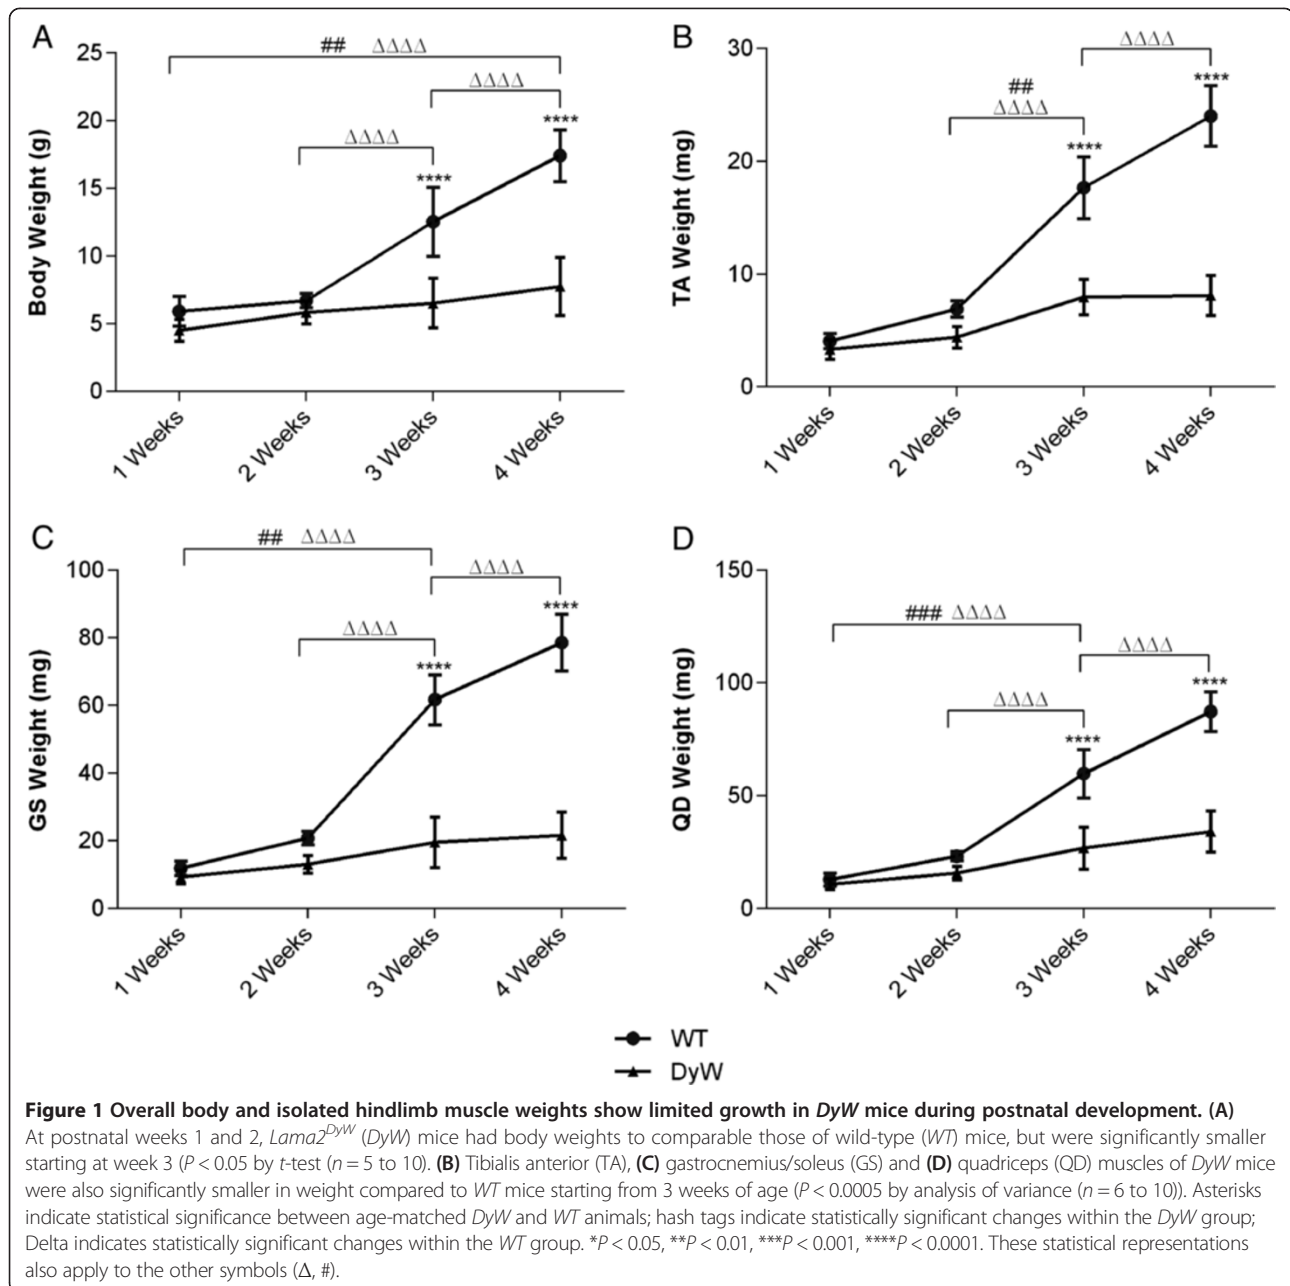 A
25
20
15
10
5
0
Body Weight (g)
## ΔΔΔΔ
ΔΔΔΔ
ΔΔΔΔ
****
****
1 Weeks
2 Weeks
3 Weeks
4 Weeks
B
30
20
10
0
TA Weight (mg)
ΔΔΔΔ
##
ΔΔΔΔ
****
****
1 Weeks
2 Weeks
3 Weeks
4 Weeks
C
100
80
60
40
20
0
GS Weight (mg)
## ΔΔΔΔ
ΔΔΔΔ
ΔΔΔΔ
****
****
1 Weeks
2 Weeks
3 Weeks
4 Weeks
D
150
100
50
0
QD Weight (mg)
### ΔΔΔΔ
ΔΔΔΔ
ΔΔΔΔ
****
****
1 Weeks
2 Weeks
3 Weeks
4 Weeks
WT
DyW
Figure 1 Overall body and isolated hindlimb muscle weights show limited growth in DyW mice during postnatal development. (A)
At postnatal weeks 1 and 2, Lama2DyW (DyW) mice had body weights to comparable those of wild-type (WT) mice, but were significantly smaller
starting at week 3 (P < 0.05 by t-test (n = 5 to 10). (B) Tibialis anterior (TA), (C) gastrocnemius/soleus (GS) and (D) quadriceps (QD) muscles of DyW mice
were also significantly smaller in weight compared to WT mice starting from 3 weeks of age (P < 0.0005 by analysis of variance (n = 6 to 10)). Asterisks
indicate statistical significance between age-matched DyW and WT animals; hash tags indicate statistically significant changes within the DyW group;
Delta indicates statistically significant changes within the WT group. *P < 0.05, **P < 0.01, ***P < 0.001, ****P < 0.0001. These statistical representations
also apply to the other symbols (Δ, #).